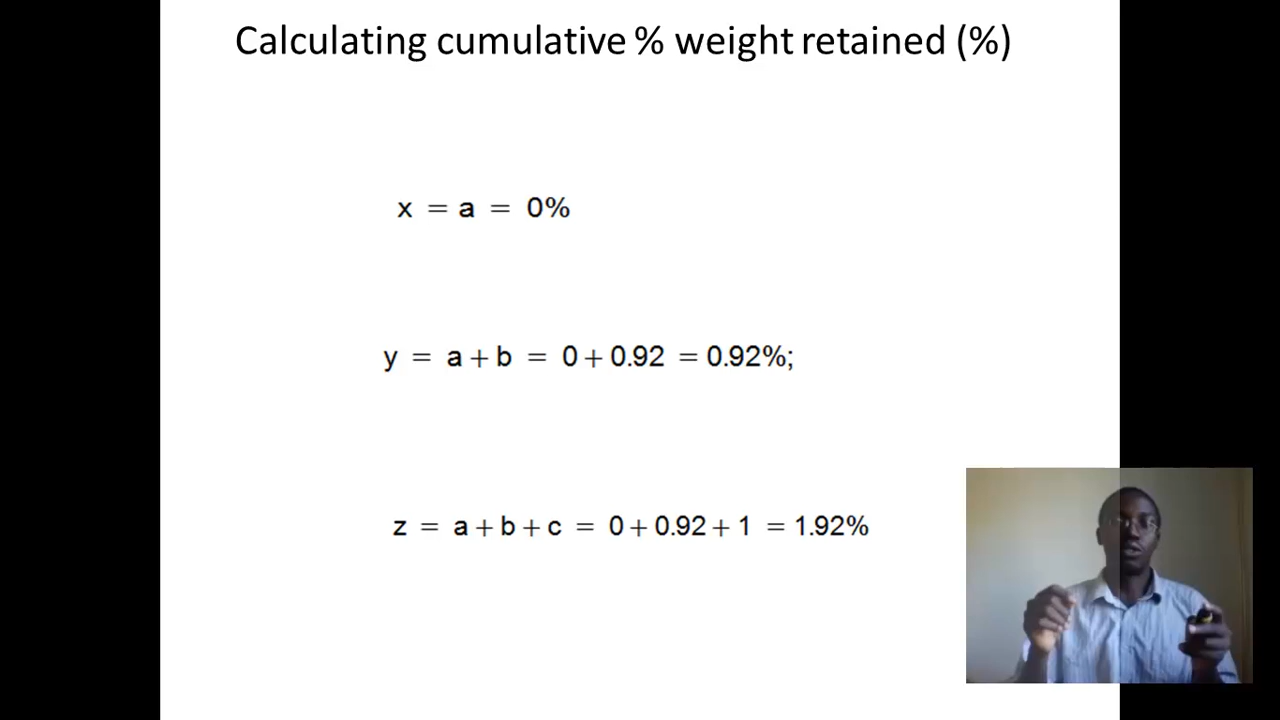 Calculating cumulative % weight retained (%)
x = a = 0%
y = a + b = 0 + 0.92 = 0.92%;
z = a + b + c = 0 + 0.92 + 1 = 1.92%